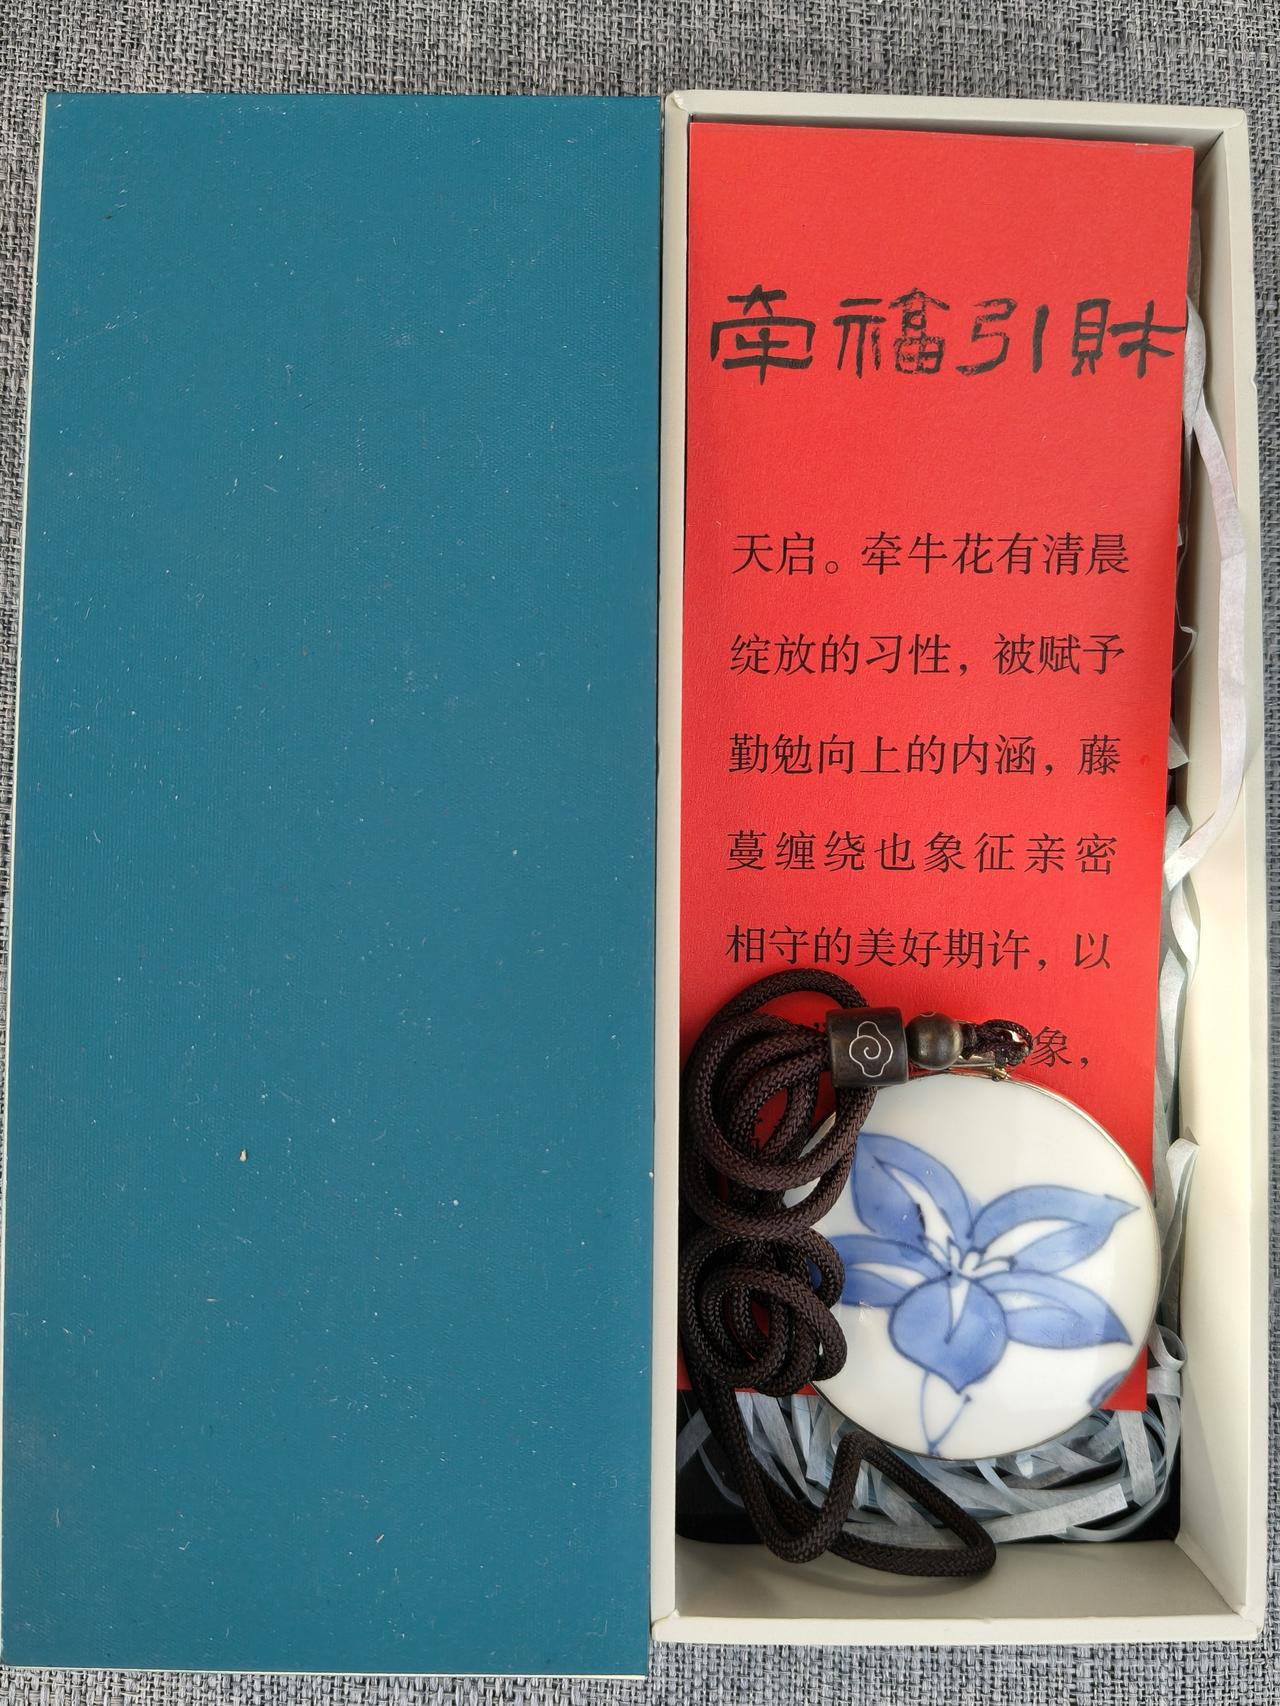 牵福引財
天启。牵牛花有清晨
绽放的习性，被赋予
勤勉向上的内涵，藤
蔓缠绕也象征亲密
相守的美好期许，以
象，